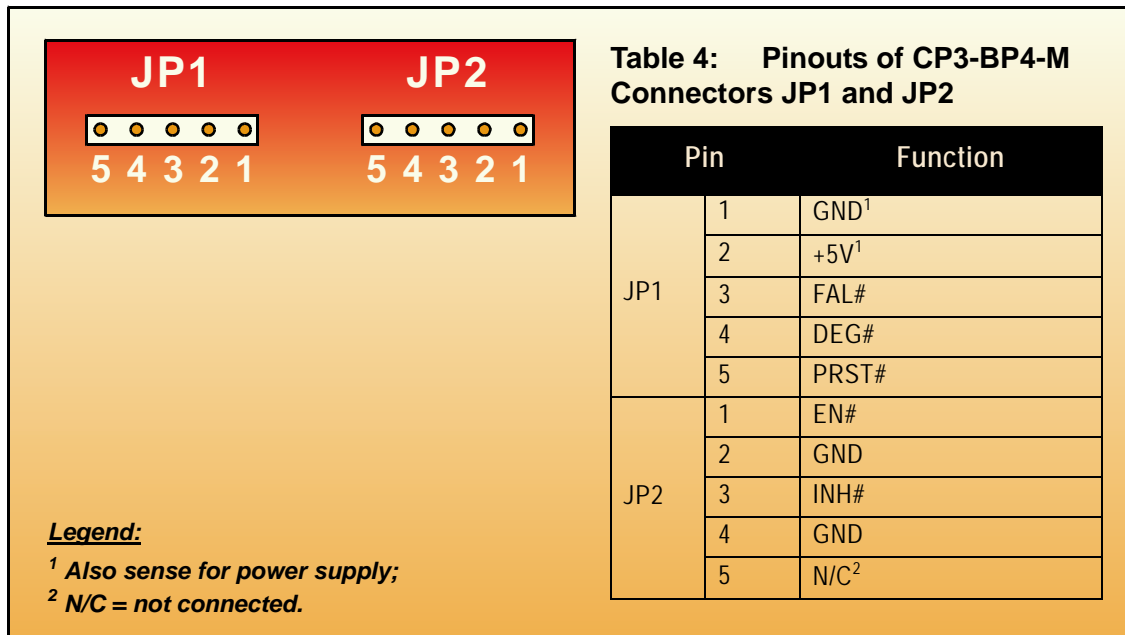 JP1 JP2
5 4 3 2 1 5 4 3 2 1
Table 4: Pinouts of CP3-BP4-M
Connectors JP1 and JP2
Pin Function
JP1
1 GND¹
2 +5V¹
3 FAL#
4 DEG#
5 PRST#
JP2
1 EN#
2 GND
3 INH#
4 GND
5 N/C²
Legend:
¹ Also sense for power supply;
² N/C = not connected.